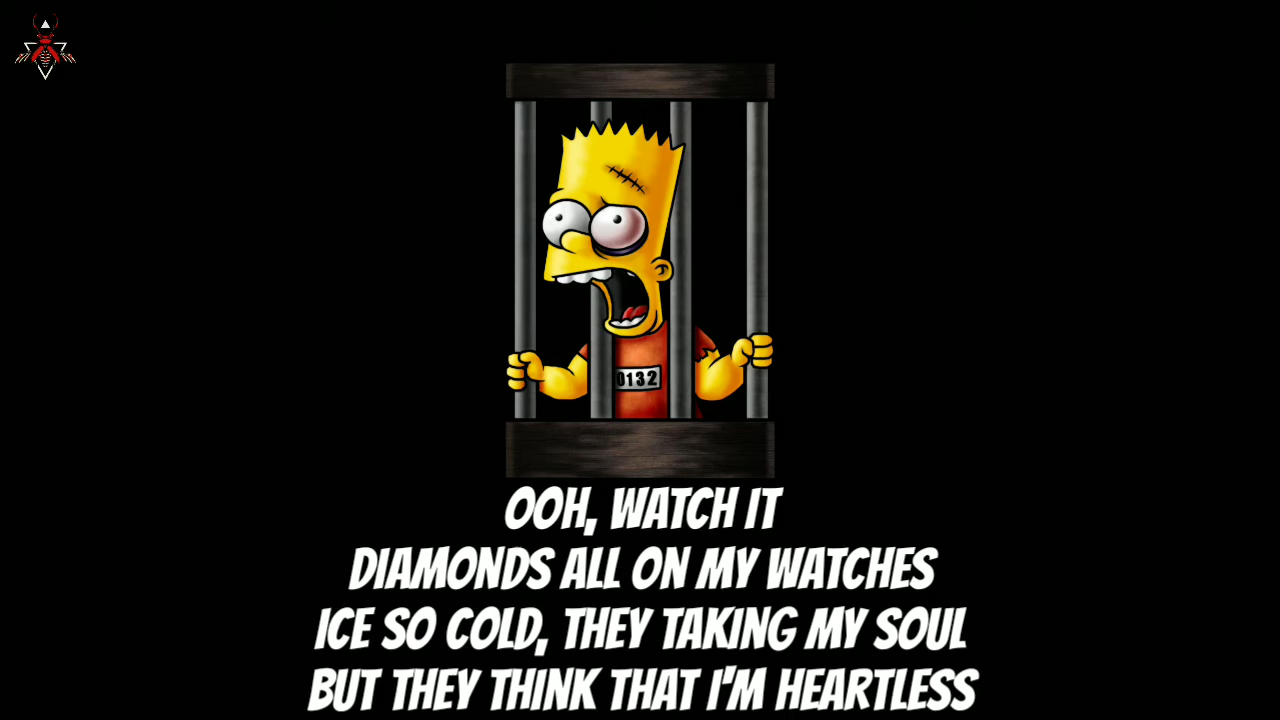 0132
OOH, WATCH IT
DIAMONDS ALL ON MY WATCHES
ICE SO COLD, THEY TAKING MY SOUL
BUT THEY THINK THAT I'M HEARTLESS